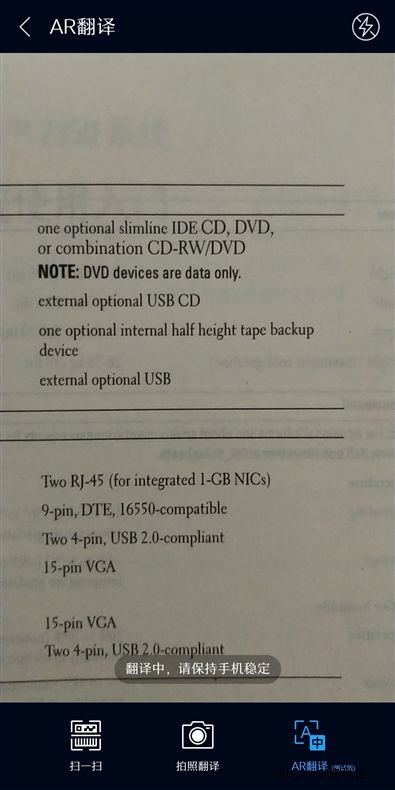 AR翻译
one optional slimline IDE CD, DVD,
or combination CD-RW/DVD
NOTE: DVD devices are data only.
external optional USB CD
one optional internal half height tape backup
device
external optional USB
Two RJ-45 (for integrated 1-GB NICs)
9-pin, DTE, 16550-compatible
Two 4-pin, USB 2.0-compliant
15-pin VGA
15-pin VGA
Two 4-pin, USB 2.0-compliant
翻译中，请保持手机稳定
扫一扫
拍照翻译
AR翻译 (测试版)